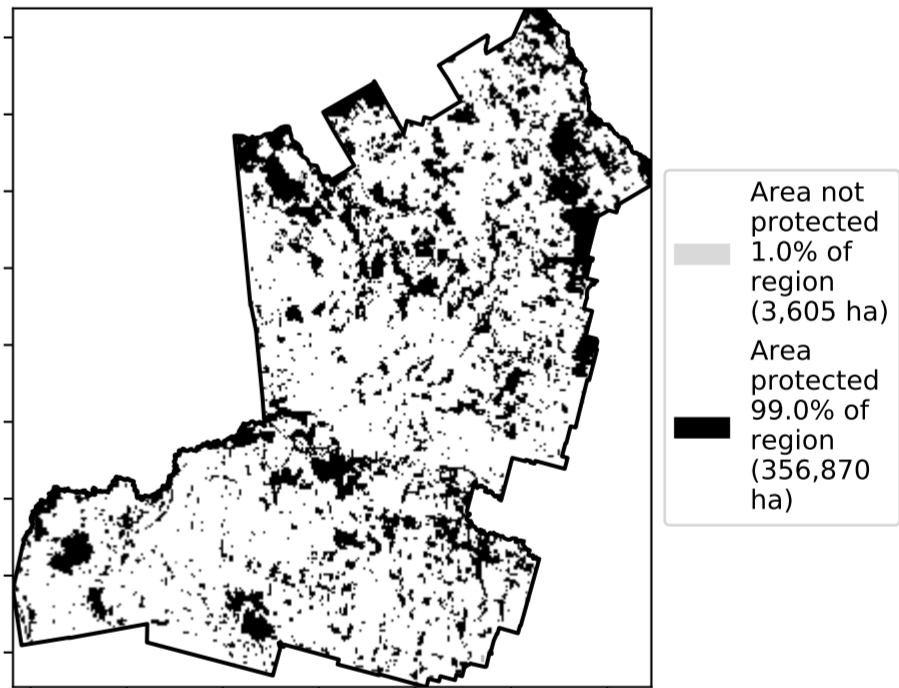 Area not
protected
1.0% of
region
(3,605 ha)
Area
protected
99.0% of
region
(356,870
ha)